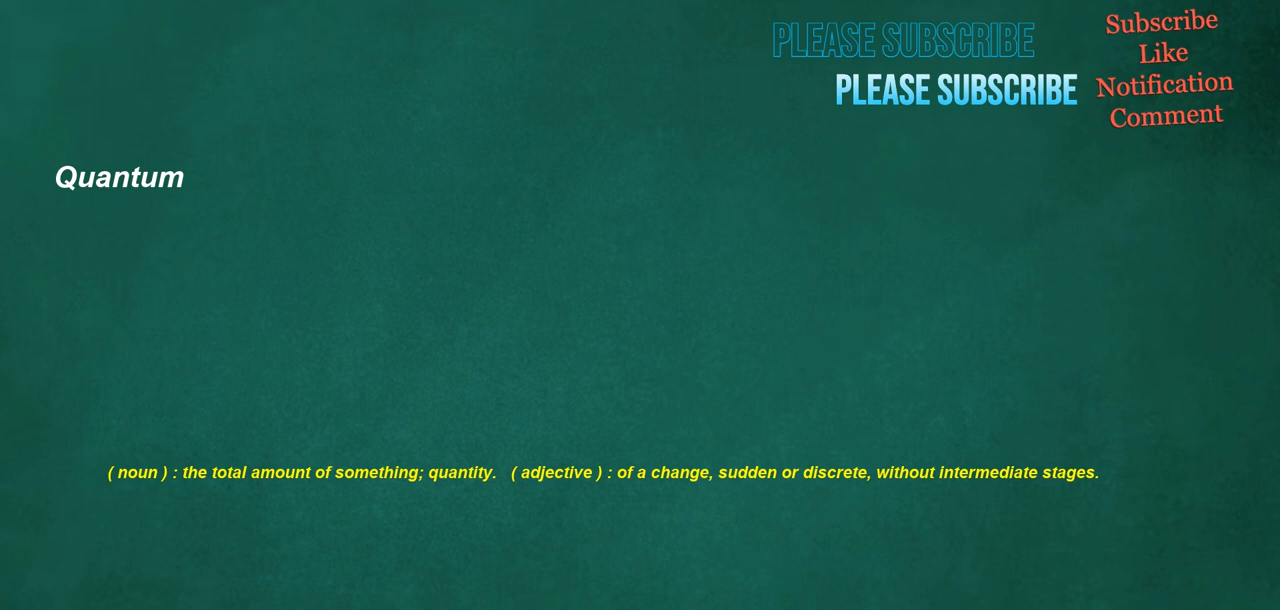 PLEASE SUBSCRIBE
PLEASE SUBSCRIBE
Subscribe
Like
Notification
Comment
Quantum
( noun ) : the total amount of something; quantity.   ( adjective ) : of a change, sudden or discrete, without intermediate stages.